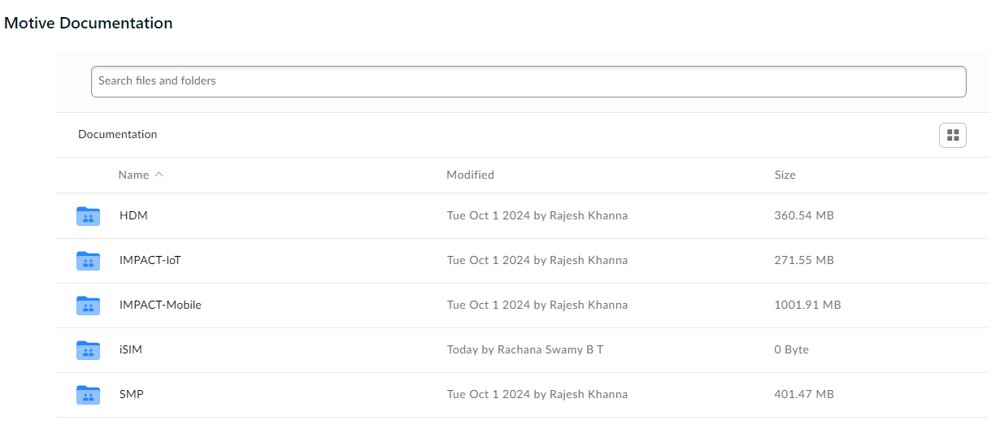 Motive Documentation
Search files and folders
Documentation
Name Modified Size
HDM Tue Oct 1 2024 by Rajesh Khanna 360.54 MB
IMPACT-IoT Tue Oct 1 2024 by Rajesh Khanna 271.55 MB
IMPACT-Mobile Tue Oct 1 2024 by Rajesh Khanna 1001.91 MB
iSIM Today by Rachana Swamy B T 0 Byte
SMP Tue Oct 1 2024 by Rajesh Khanna 401.47 MB